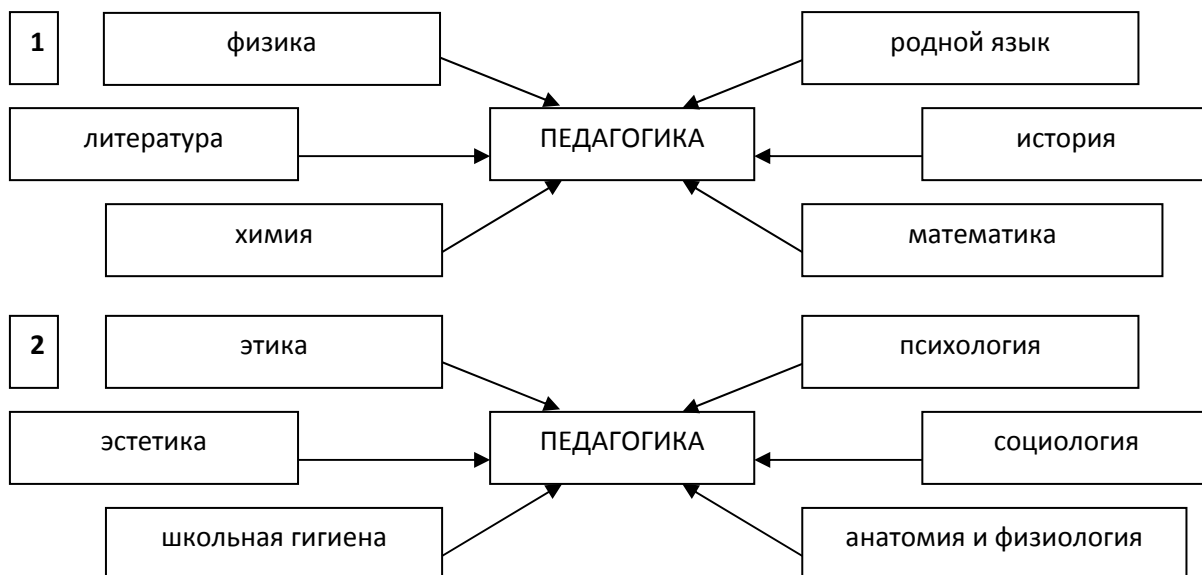 1
физика
родной язык
литература
ПЕДАГОГИКА
история
химия
математика
2
этика
психология
эстетика
ПЕДАГОГИКА
социология
школьная гигиена
анатомия и физиология